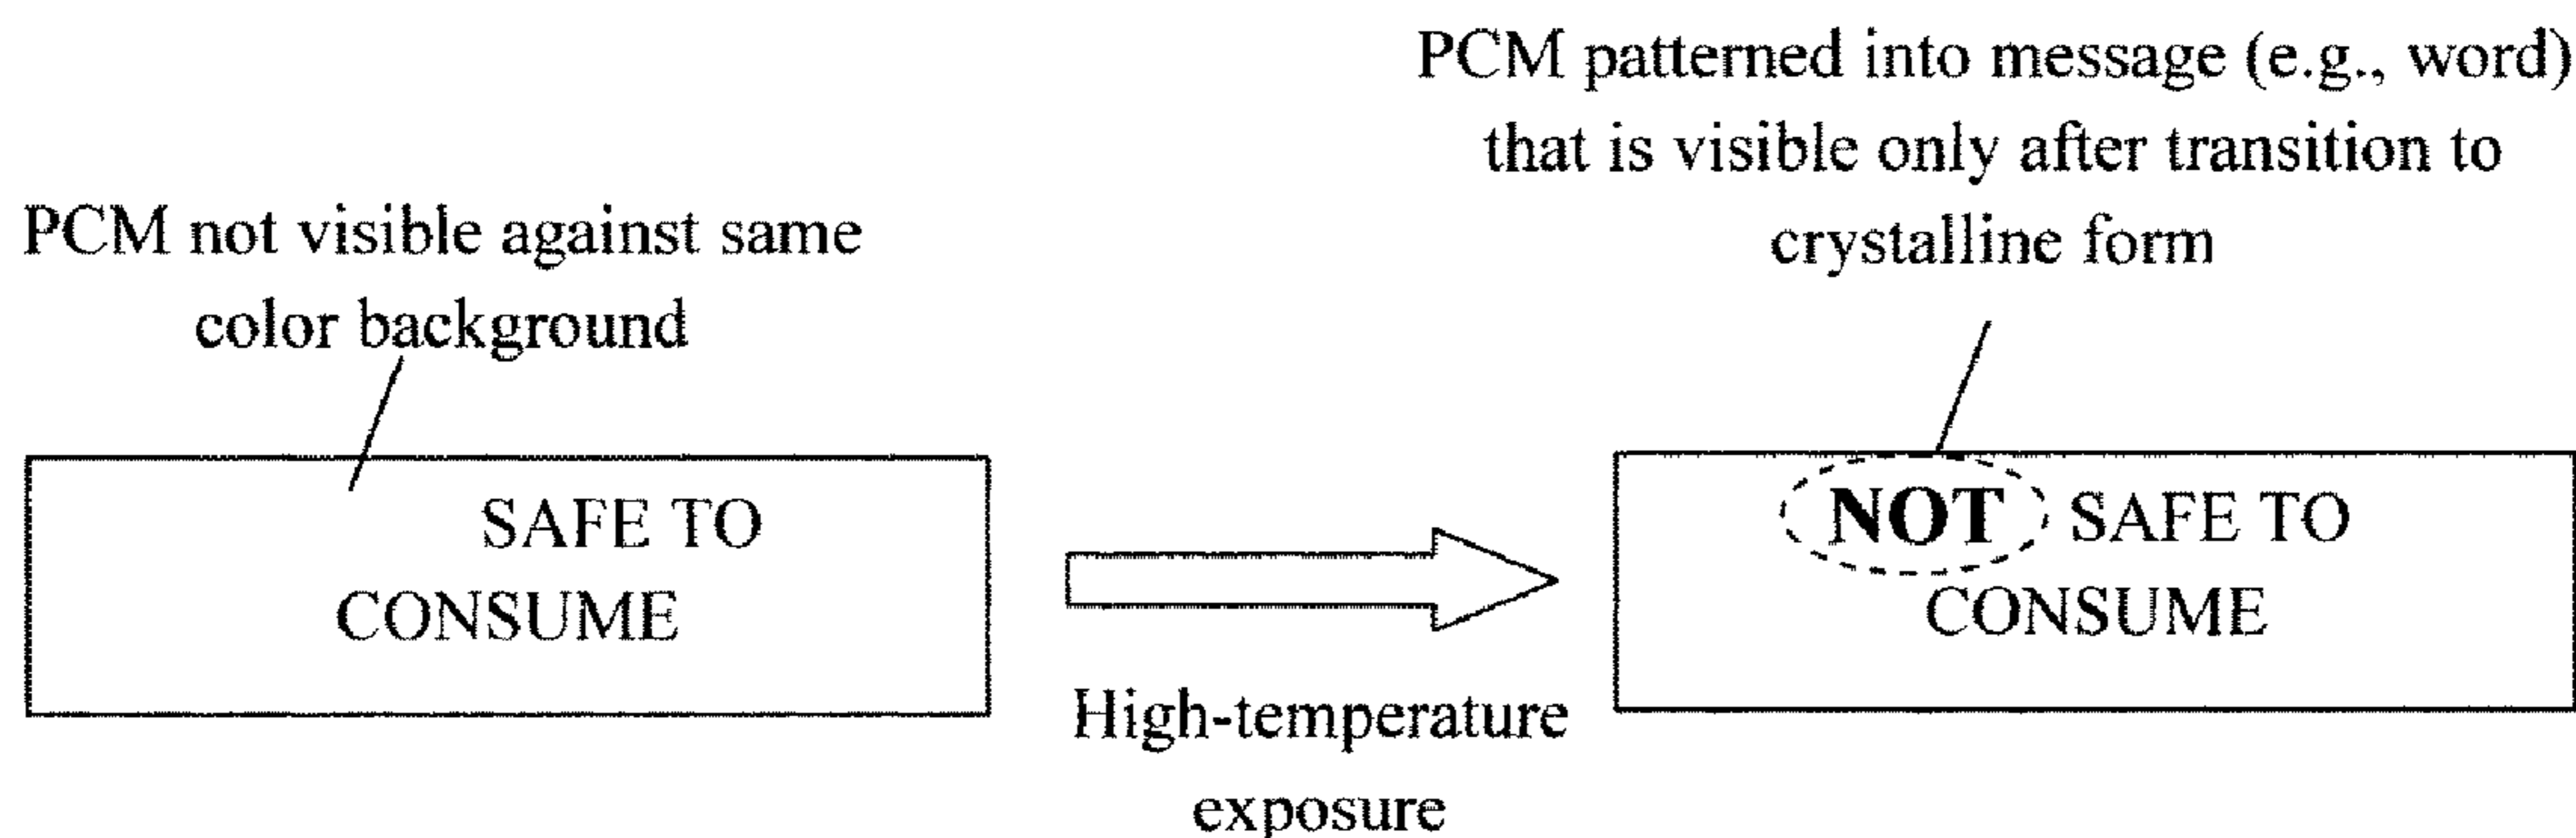 PCM not visible against same
color background
SAFE TO
CONSUME
High-temperature
exposure
PCM patterned into message (e.g., word)
that is visible only after transition to
crystalline form
NOT SAFE TO
CONSUME